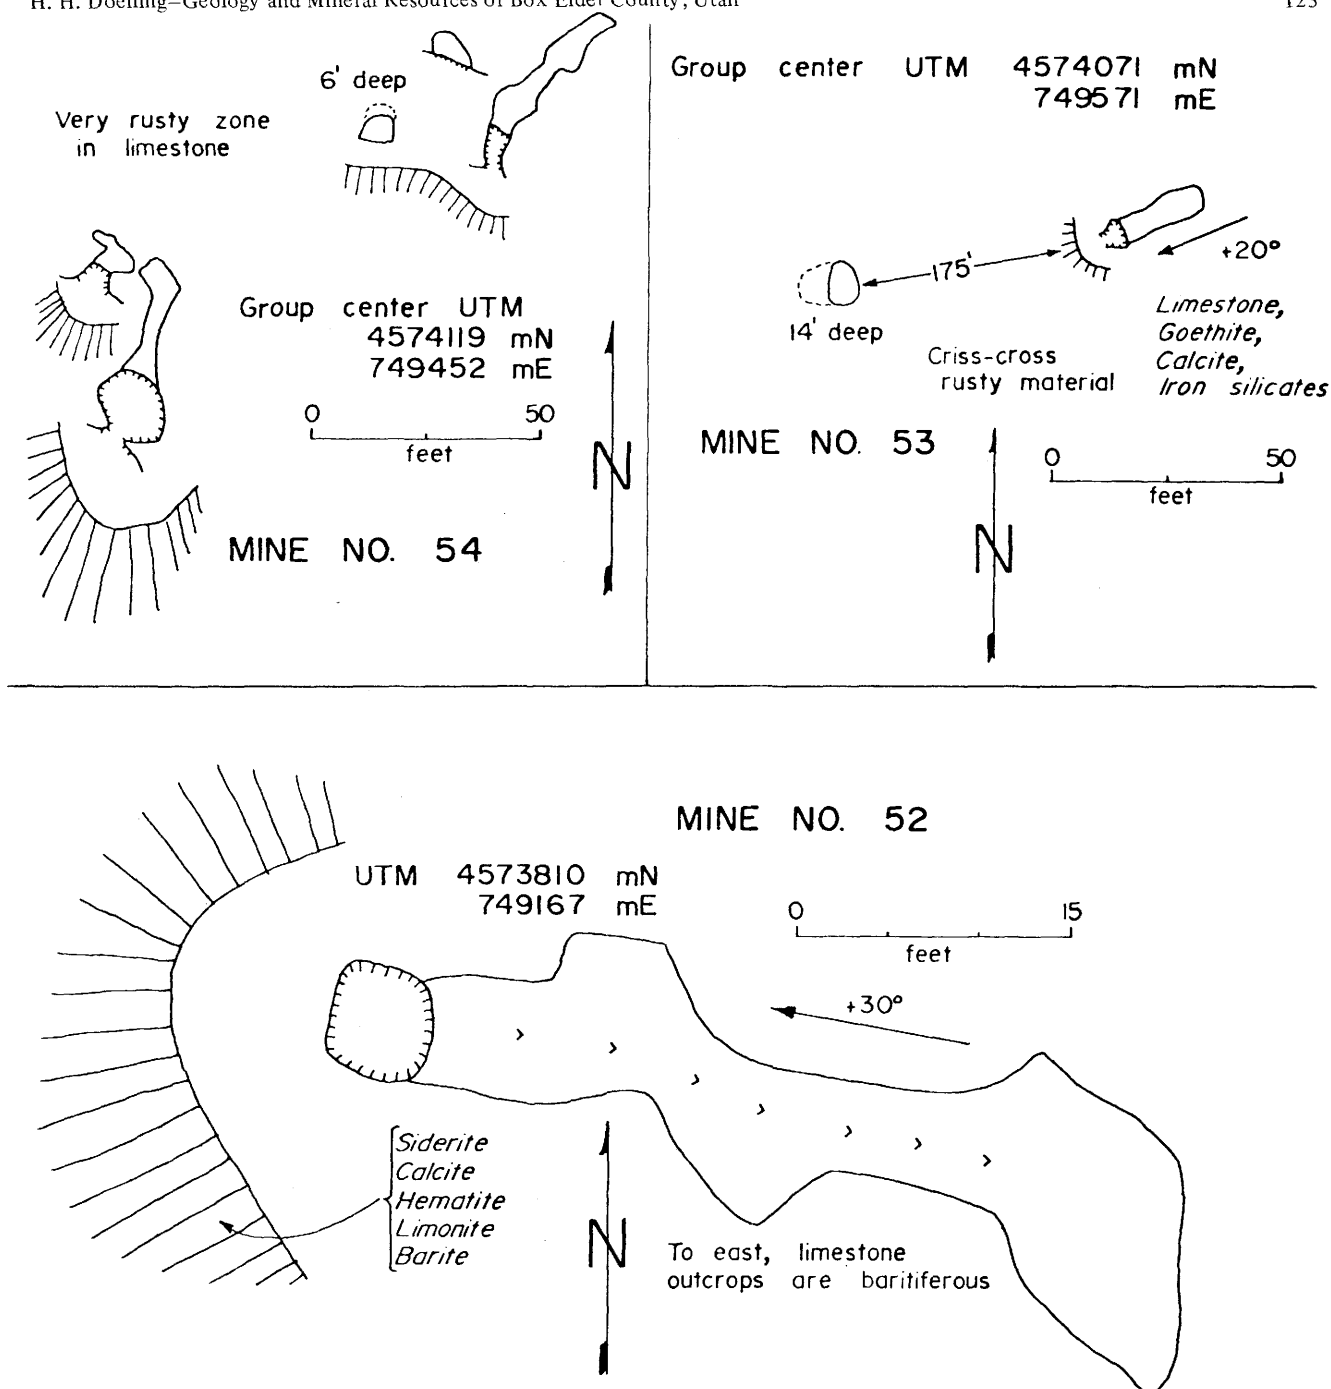 H. H. Doelling—Geology and Mineral Resources of Box Elder County, Utah
123
6' deep
Very rusty zone
in limestone
Group center UTM
4574119 mN
749452 mE
0 50
feet
N
MINE NO. 54
Group center UTM 4574071 mN
749571 mE
175'
+20°
14' deep
Limestone,
Goethite,
Calcite,
Iron silicates
Criss-cross
rusty material
MINE NO. 53
0 50
feet
N
MINE NO. 52
UTM 4573810 mN
749167 mE
0 15
feet
+30°
Siderite
Calcite
Hematite
Limonite
Barite
N
To east, limestone
outcrops are baritiferous